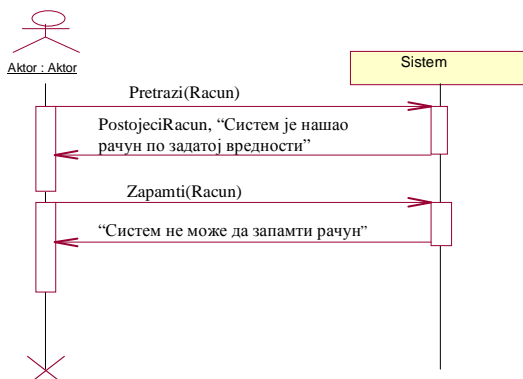 Aktor : Aktor
Sistem
Pretrazi(Racun)
PostojeciRacun, “Систем је нашао
рачун по задатој вредности”
Zapamti(Racun)
“Систем не може да запамти рачун”